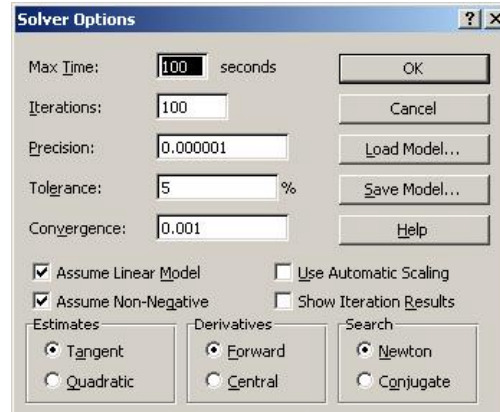 Solver Options
Max Time: 100 seconds OK
Iterations: 100 Cancel
Precision: 0.000001 Load Model...
Tolerance: 5 % Save Model...
Convergence: 0.001 Help
Assume Linear Model Use Automatic Scaling
Assume Non-Negative Show Iteration Results
Estimates Derivatives Search
Tangent Forward Newton
Quadratic Central Conjugate